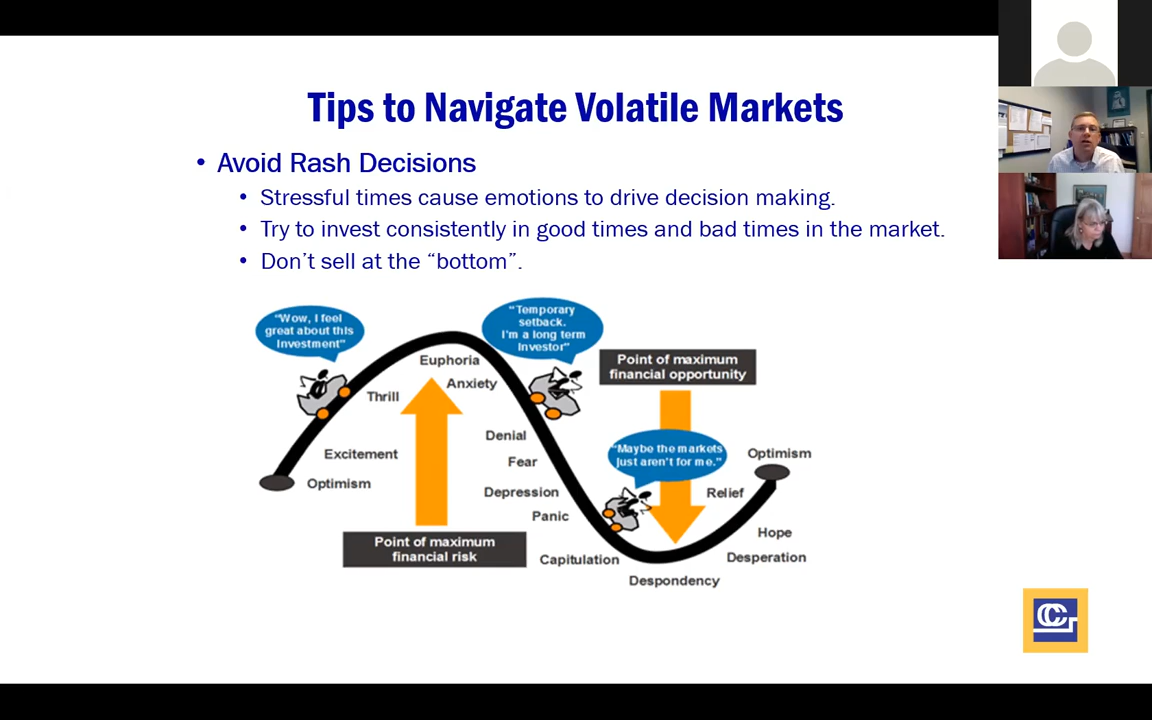 Tips to Navigate Volatile Markets
• Avoid Rash Decisions
• Stressful times cause emotions to drive decision making.
• Try to invest consistently in good times and bad times in the market.
• Don’t sell at the “bottom”.
"Wow, I feel
great about this
Investment"
"Temporary
setback.
I'm a long term
Investor"
Point of maximum
financial opportunity
Euphoria
Anxiety
Thrill
Denial
"Maybe the markets
just aren't for me."
Optimism
Excitement
Fear
Optimism
Depression
Relief
Panic
Point of maximum
financial risk
Hope
Capitulation
Desperation
Despondency